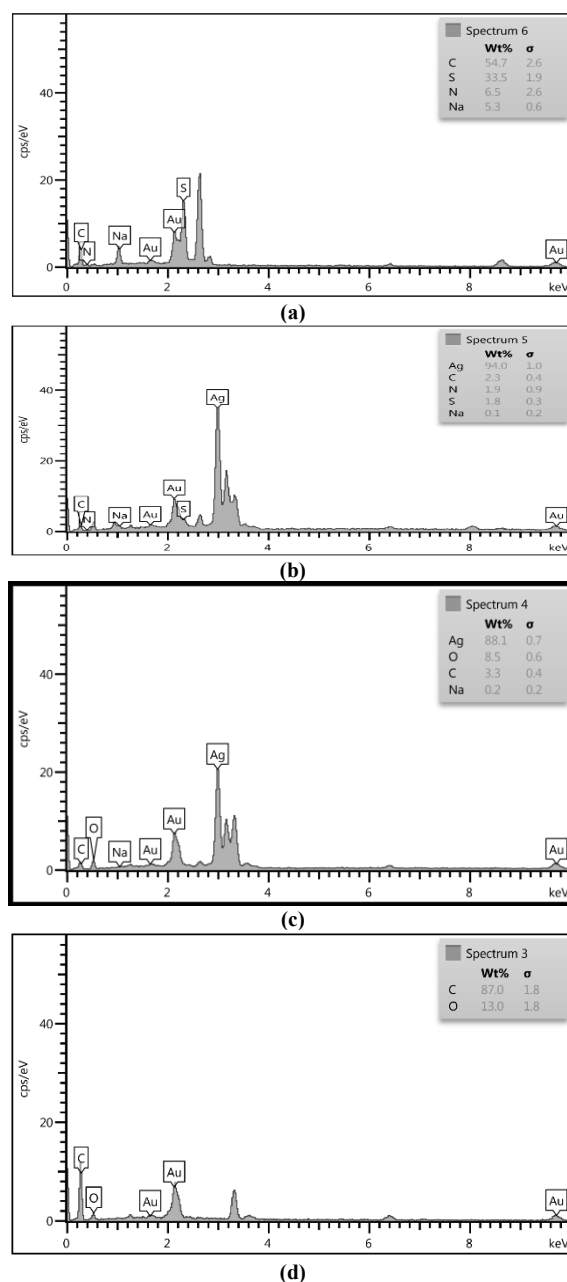 Spectrum 6
Wt% σ
C 54.7 2.6
S 33.5 1.9
N 6.5 2.6
Na 5.3 0.6
40
20
0
cps/eV
C
N
Na
Au
Au
S
Au
0 2 4 6 8 keV
(a)
Spectrum 5
Wt% σ
Ag 94.0 1.0
C 2.3 0.4
N 1.9 0.9
S 1.8 0.3
Na 0.1 0.2
40
20
0
cps/eV
C
N
Na
Au
Au
S
Ag
Au
0 2 4 6 8 keV
(b)
Spectrum 4
Wt% σ
Ag 88.1 0.7
O 8.5 0.6
C 3.3 0.4
Na 0.2 0.2
40
20
0
cps/eV
C
O
Na
Au
Au
Ag
Au
0 2 4 6 8 keV
(c)
Spectrum 3
Wt% σ
C 87.0 1.8
O 13.0 1.8
40
20
0
cps/eV
C
O
Au
Au
Au
0 2 4 6 8 keV
(d)